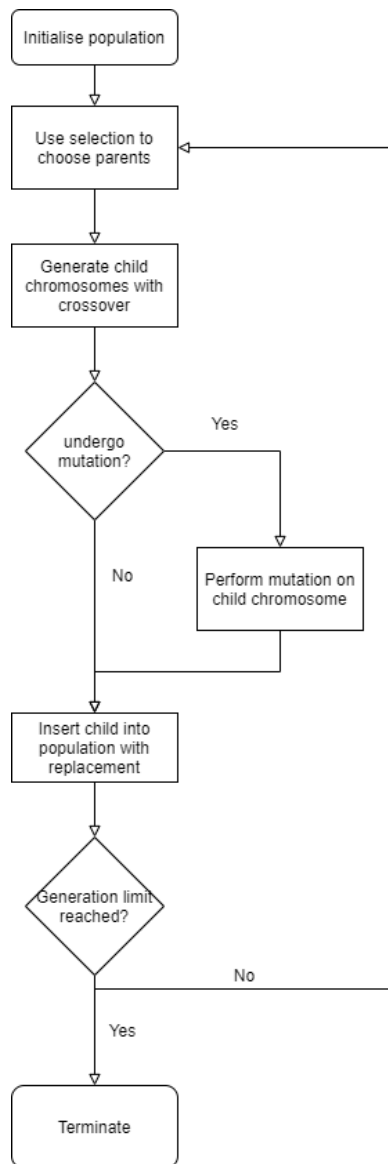 Initialise population
Use selection to
choose parents
Generate child
chromosomes with
crossover
undergo
mutation?
Yes
No
Perform mutation on
child chromosome
Insert child into
population with
replacement
Generation limit
reached?
No
Yes
Terminate